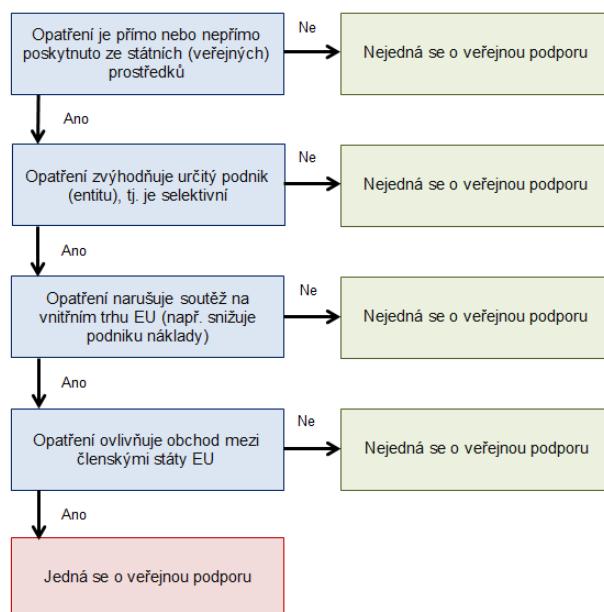 Opatření je přímo nebo nepřímo
poskytnuto ze státních (veřejných)
prostředků
Ne
Nejedná se o veřejnou podporu
Ano
Opatření zvýhodňuje určitý podnik
(entitu), tj. je selektivní
Ne
Nejedná se o veřejnou podporu
Ano
Opatření narušuje soutěž na
vnitřním trhu EU (např. snižuje
podniku náklady)
Ne
Nejedná se o veřejnou podporu
Ano
Opatření ovlivňuje obchod mezi
členskými státy EU
Ne
Nejedná se o veřejnou podporu
Ano
Jedná se o veřejnou podporu